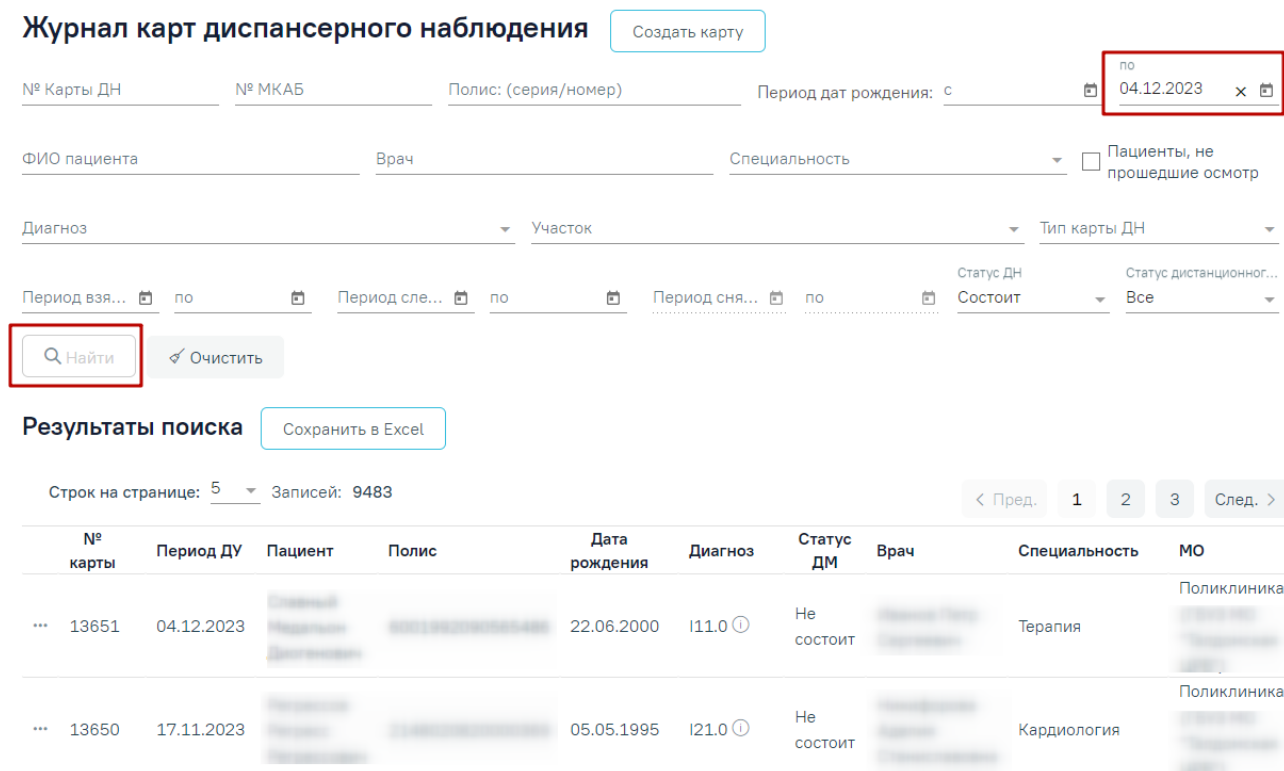 Журнал карт диспансерного наблюдения Создать карту
№ Карты ДН № МКАБ Полис: (серия/номер) Период дат рождения: с по 04.12.2023
ФИО пациента Врач Специальность Пациенты, не
прошедшие осмотр
Диагноз Участок Тип карты ДН
Статус ДН Статус дистанционног...
Период взя... по Период сле... по Период сня... по Состоит Все
Найти Очистить
Результаты поиска Сохранить в Excel
Строк на странице: 5 Записей: 9483 < Пред. 1 2 3 След. >
№ карты Период ДУ Пациент Полис Дата рождения Диагноз Статус ДМ Врач Специальность МО
··· 13651 04.12.2023 22.06.2000 I11.0 Не состоит Терапия Поликлиника
··· 13650 17.11.2023 05.05.1995 I21.0 Не состоит Кардиология Поликлиника